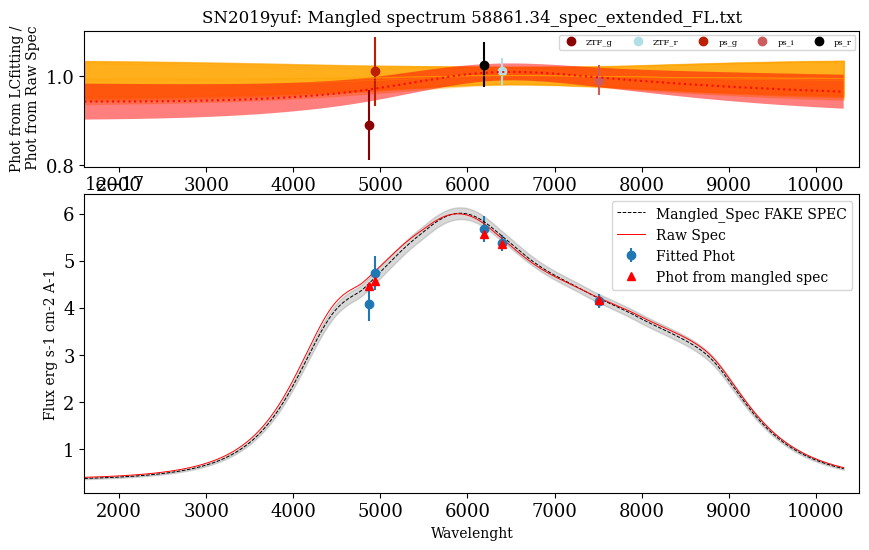 SN2019yuf: Mangled spectrum 58861.34_spec_extended_FL.txt
Phot from LCfitting /
Phot from Raw Spec
ZTF_g ZTF_r ps_g ps_i ps_r
1.0
0.8
2000 3000 4000 5000 6000 7000 8000 9000 10000
1e−17
Mangled_Spec FAKE SPEC
Raw Spec
Fitted Phot
Phot from mangled spec
Flux erg s-1 cm-2 A-1
6
5
4
3
2
1
2000 3000 4000 5000 6000 7000 8000 9000 10000
Wavelenght